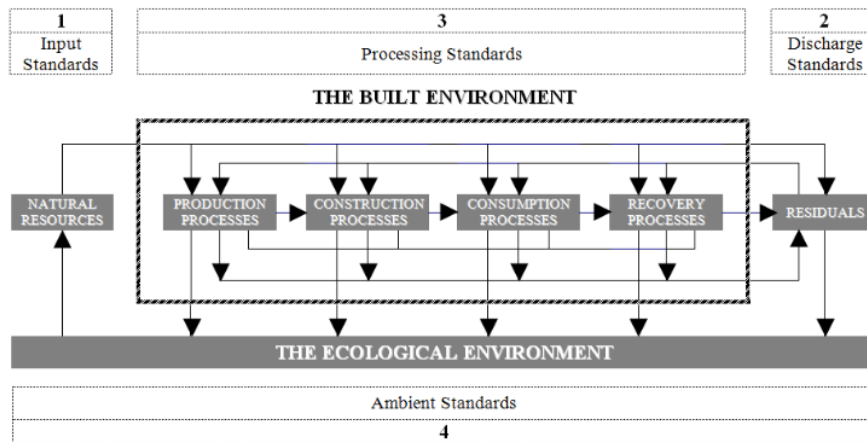 1
Input
Standards
3
Processing Standards
2
Discharge
Standards
THE BUILT ENVIRONMENT
NATURAL
RESOURCES
PRODUCTION
PROCESSES
CONSTRUCTION
PROCESSES
CONSUMPTION
PROCESSES
RECOVERY
PROCESSES
RESIDUALS
THE ECOLOGICAL ENVIRONMENT
Ambient Standards
4